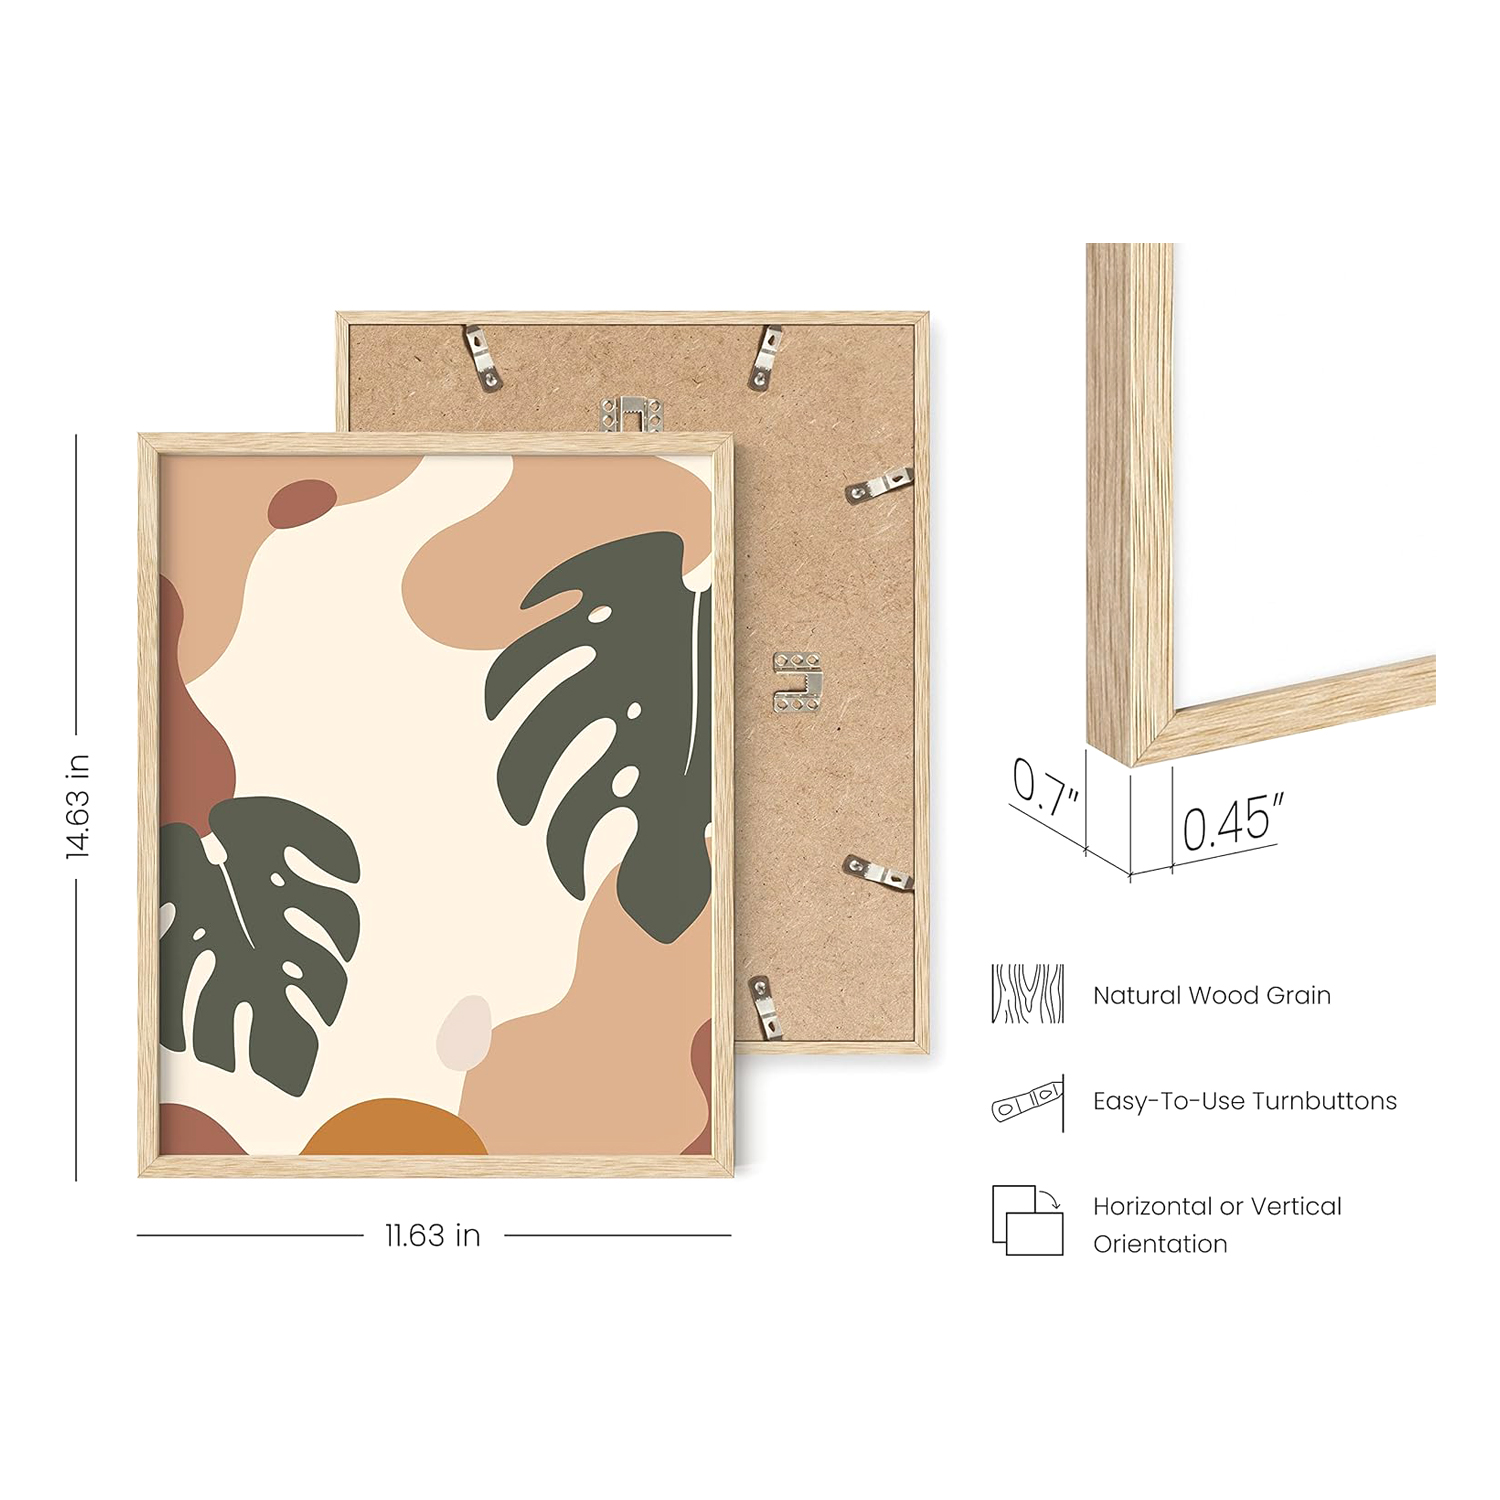 14.63 in
11.63 in
0.7"
0.45"
Natural Wood Grain
Easy-To-Use Turnbuttons
Horizontal or Vertical
Orientation